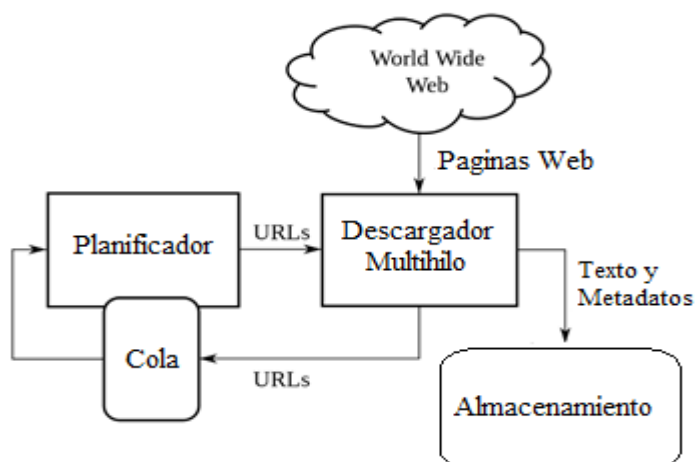 World Wide
Web
Paginas Web
Planificador
URLs
Descargador
Multihilo
Texto y
Metadatos
Cola
URLs
Almacenamiento